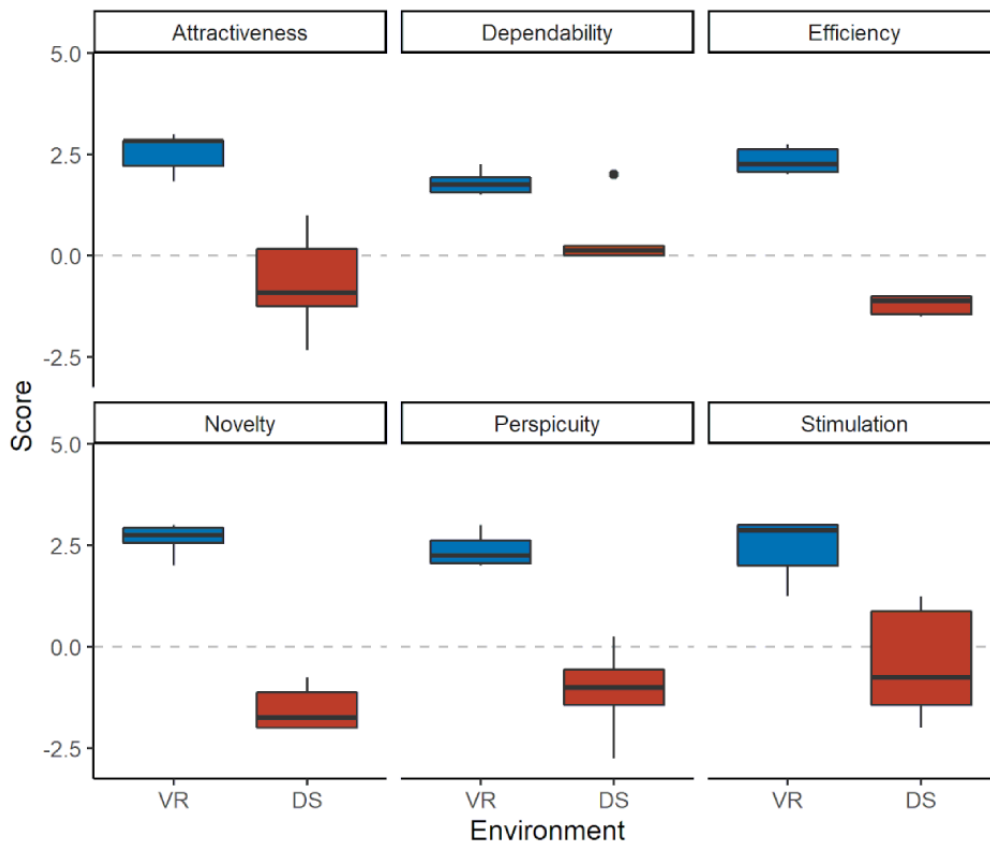 Attractiveness
Dependability
Efficiency
5.0
2.5
0.0
-2.5
Score
Novelty
Perspicuity
Stimulation
5.0
2.5
0.0
-2.5
VR
DS
VR
DS
VR
DS
Environment